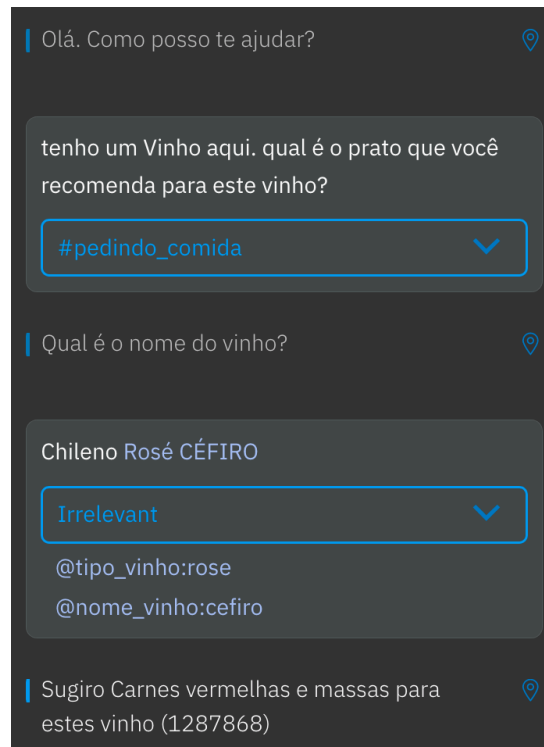 Olá. Como posso te ajudar?
tenho um Vinho aqui. qual é o prato que você
recomenda para este vinho?
#pedindo_comida
Qual é o nome do vinho?
Chileno Rosé CÉFIRO
Irrelevant
@tipo_vinho:rose
@nome_vinho:cefiro
Sugiro Carnes vermelhas e massas para
estes vinho (1287868)